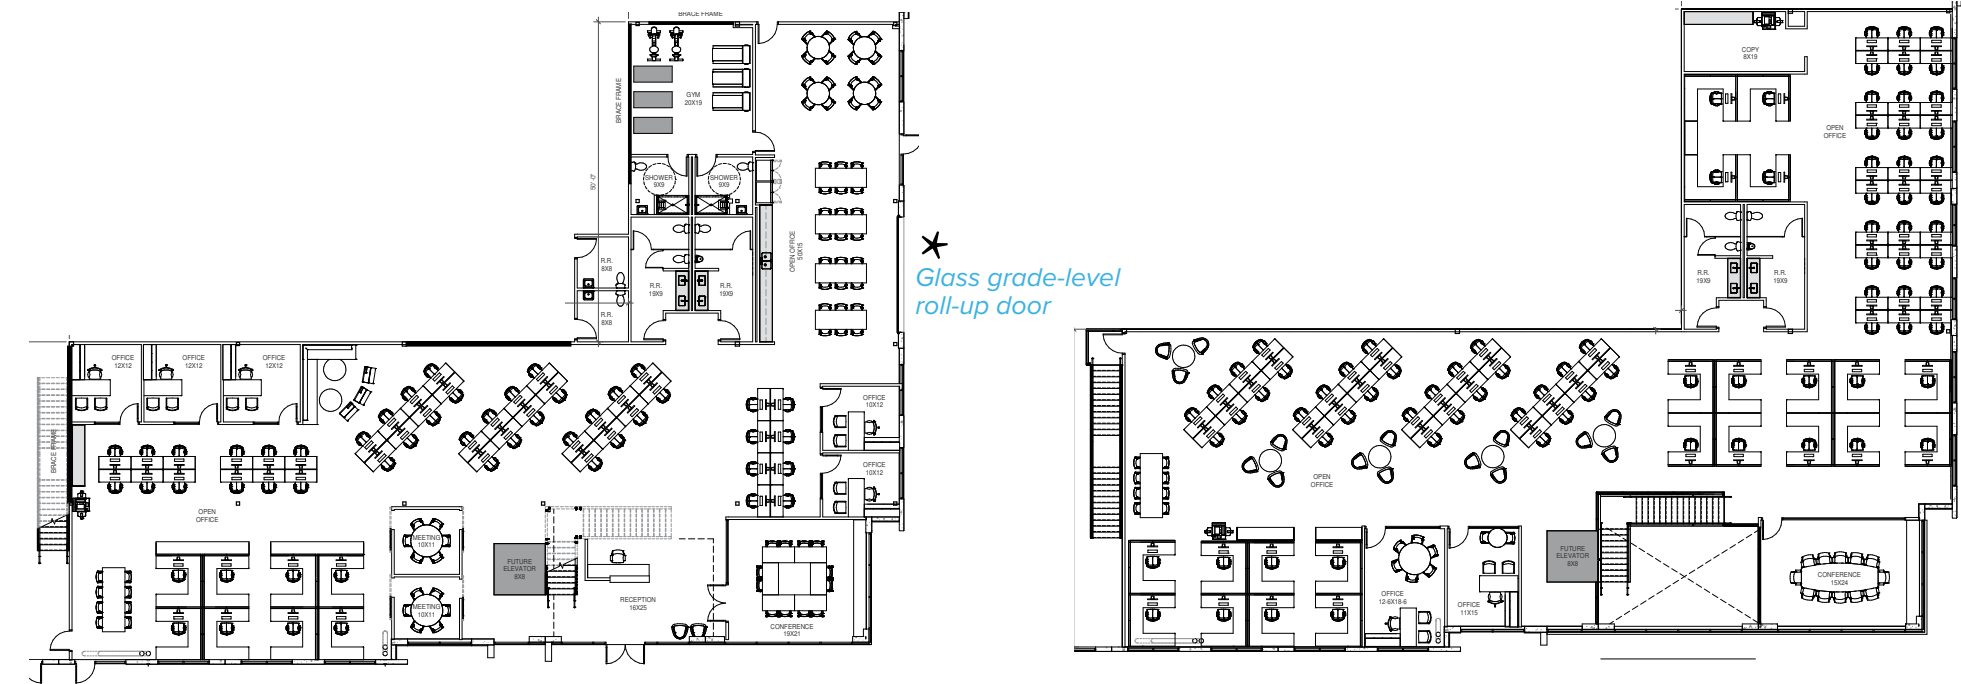 BRACE FRAME
BRACE FRAME
50'-0"
GYM
20X19
SHOWER
9X9
SHOWER
9X9
OPEN OFFICE
50X15
R.R.
8X8
R.R.
8X8
R.R.
19X9
R.R.
19X9
Glass grade-level
roll-up door
OFFICE
12X12
OFFICE
12X12
OFFICE
12X12
BRACE FRAME
OPEN
OFFICE
OFFICE
10X12
OFFICE
10X12
MEETING
10X11
MEETING
10X11
FUTURE
ELEVATOR
8X8
RECEPTION
16X25
CONFERENCE
19X21
COPY
8X19
OPEN
OFFICE
R.R.
19X9
R.R.
19X9
OPEN
OFFICE
OFFICE
12-6X18-6
OFFICE
11X15
FUTURE
ELEVATOR
8X8
CONFERENCE
15X24